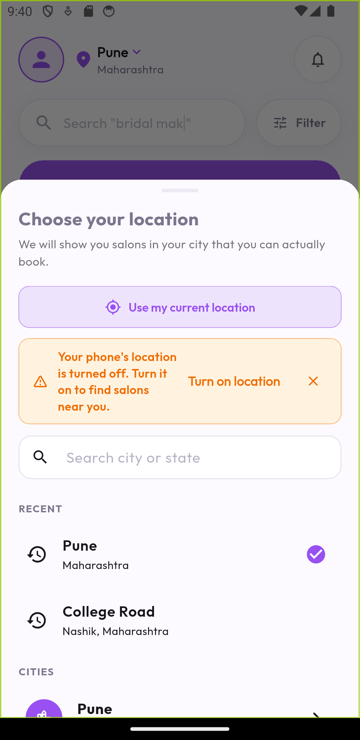 9:40
Pune
Maharashtra
Search "bridal mak|"
Filter
Choose your location
We will show you salons in your city that you can actually
book.
Use my current location
Your phone's location
is turned off. Turn it
on to find salons
near you.
Turn on location
Search city or state
RECENT
Pune
Maharashtra
College Road
Nashik, Maharashtra
CITIES
Pune